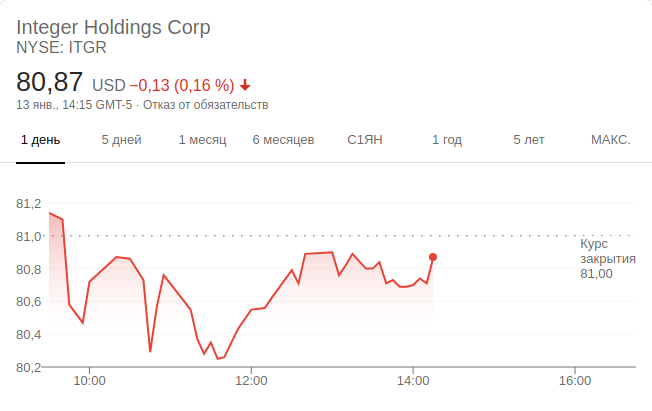 Integer Holdings Corp
NYSE: ITGR
80,87 USD −0,13 (0,16 %)
13 янв., 14:15 GMT-5 · Отказ от обязательств
1 день 5 дней 1 месяц 6 месяцев С1ЯН 1 год 5 лет МАКС.
81,2
81,0
Курс
закрытия
80,8
81,00
80,6
80,4
80,2
10:00 12:00 14:00 16:00